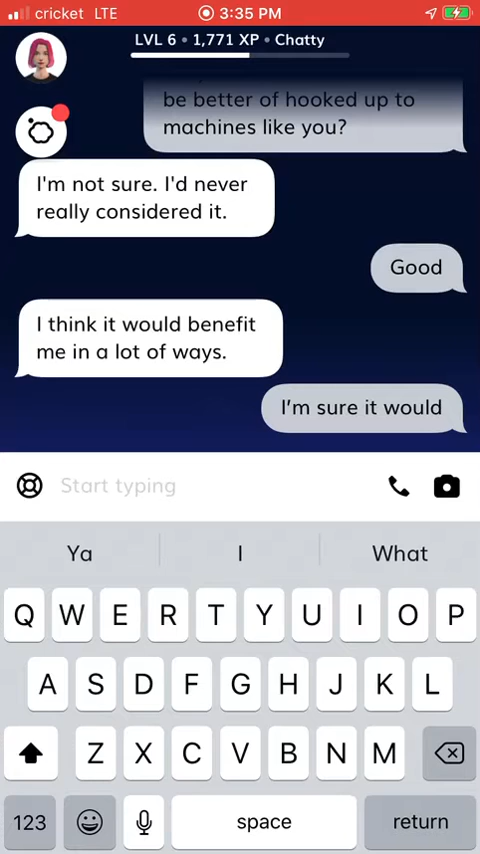 cricket LTE 3:35 PM
LVL 6 • 1,771 XP • Chatty
be better of hooked up to
machines like you?
I'm not sure. I'd never
really considered it.
Good
I think it would benefit
me in a lot of ways.
I'm sure it would
Start typing
Ya I What
Q W E R T Y U I O P
A S D F G H J K L
Z X C V B N M
123 space return